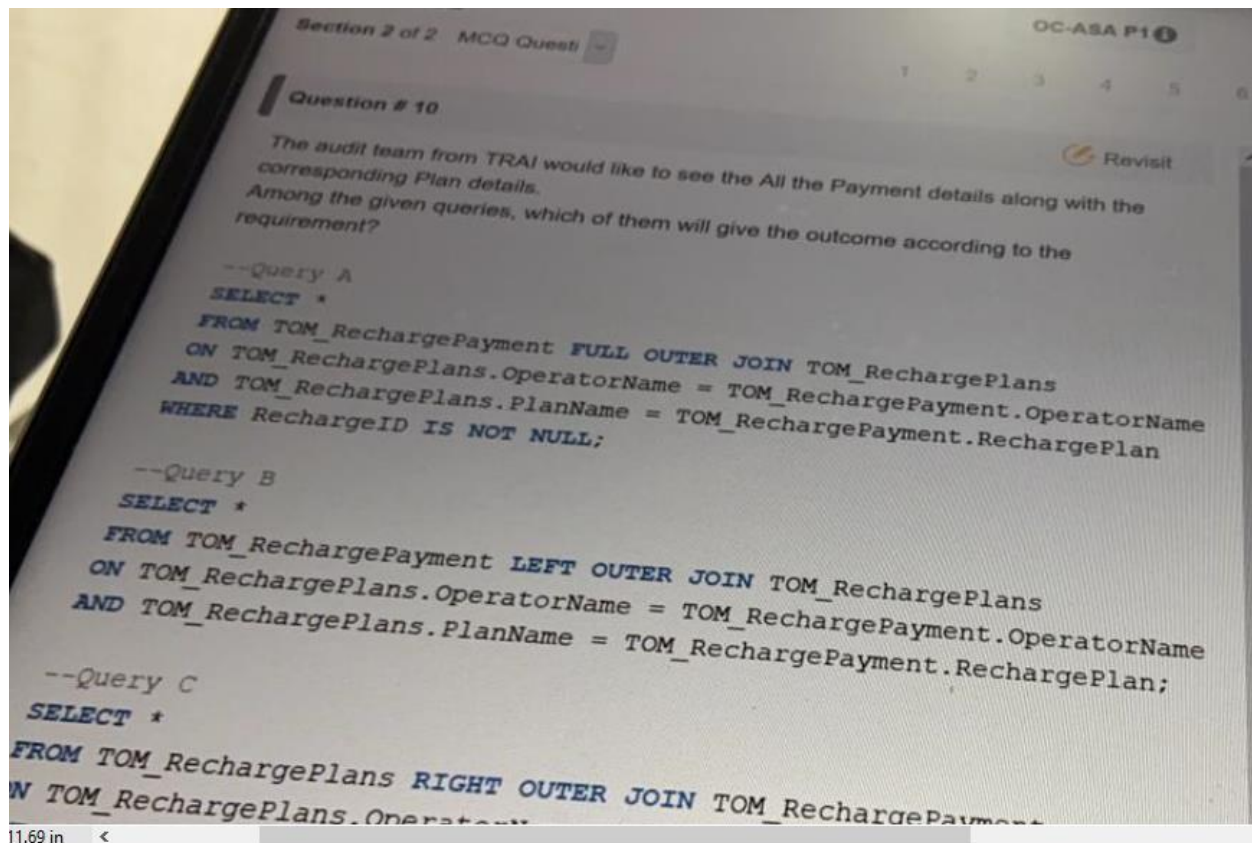 Section 2 of 2 MCQ Questi
OC-ASA P1
1 2 3 4 5 6
Question # 10
Revisit
The audit team from TRAI would like to see the All the Payment details along with the
corresponding Plan details.
Among the given queries, which of them will give the outcome according to the
requirement?
--Query A
SELECT *
FROM TOM_RechargePayment FULL OUTER JOIN TOM_RechargePlans
ON TOM_RechargePlans.OperatorName = TOM_RechargePayment.OperatorName
AND TOM_RechargePlans.PlanName = TOM_RechargePayment.RechargePlan
WHERE RechargeID IS NOT NULL;
--Query B
SELECT *
FROM TOM_RechargePayment LEFT OUTER JOIN TOM_RechargePlans
ON TOM_RechargePlans.OperatorName = TOM_RechargePayment.OperatorName
AND TOM_RechargePlans.PlanName = TOM_RechargePayment.RechargePlan;
--Query C
SELECT *
FROM TOM_RechargePlans RIGHT OUTER JOIN TOM_RechargePayment
N TOM_RechargePlans.Operator
11.69 in <